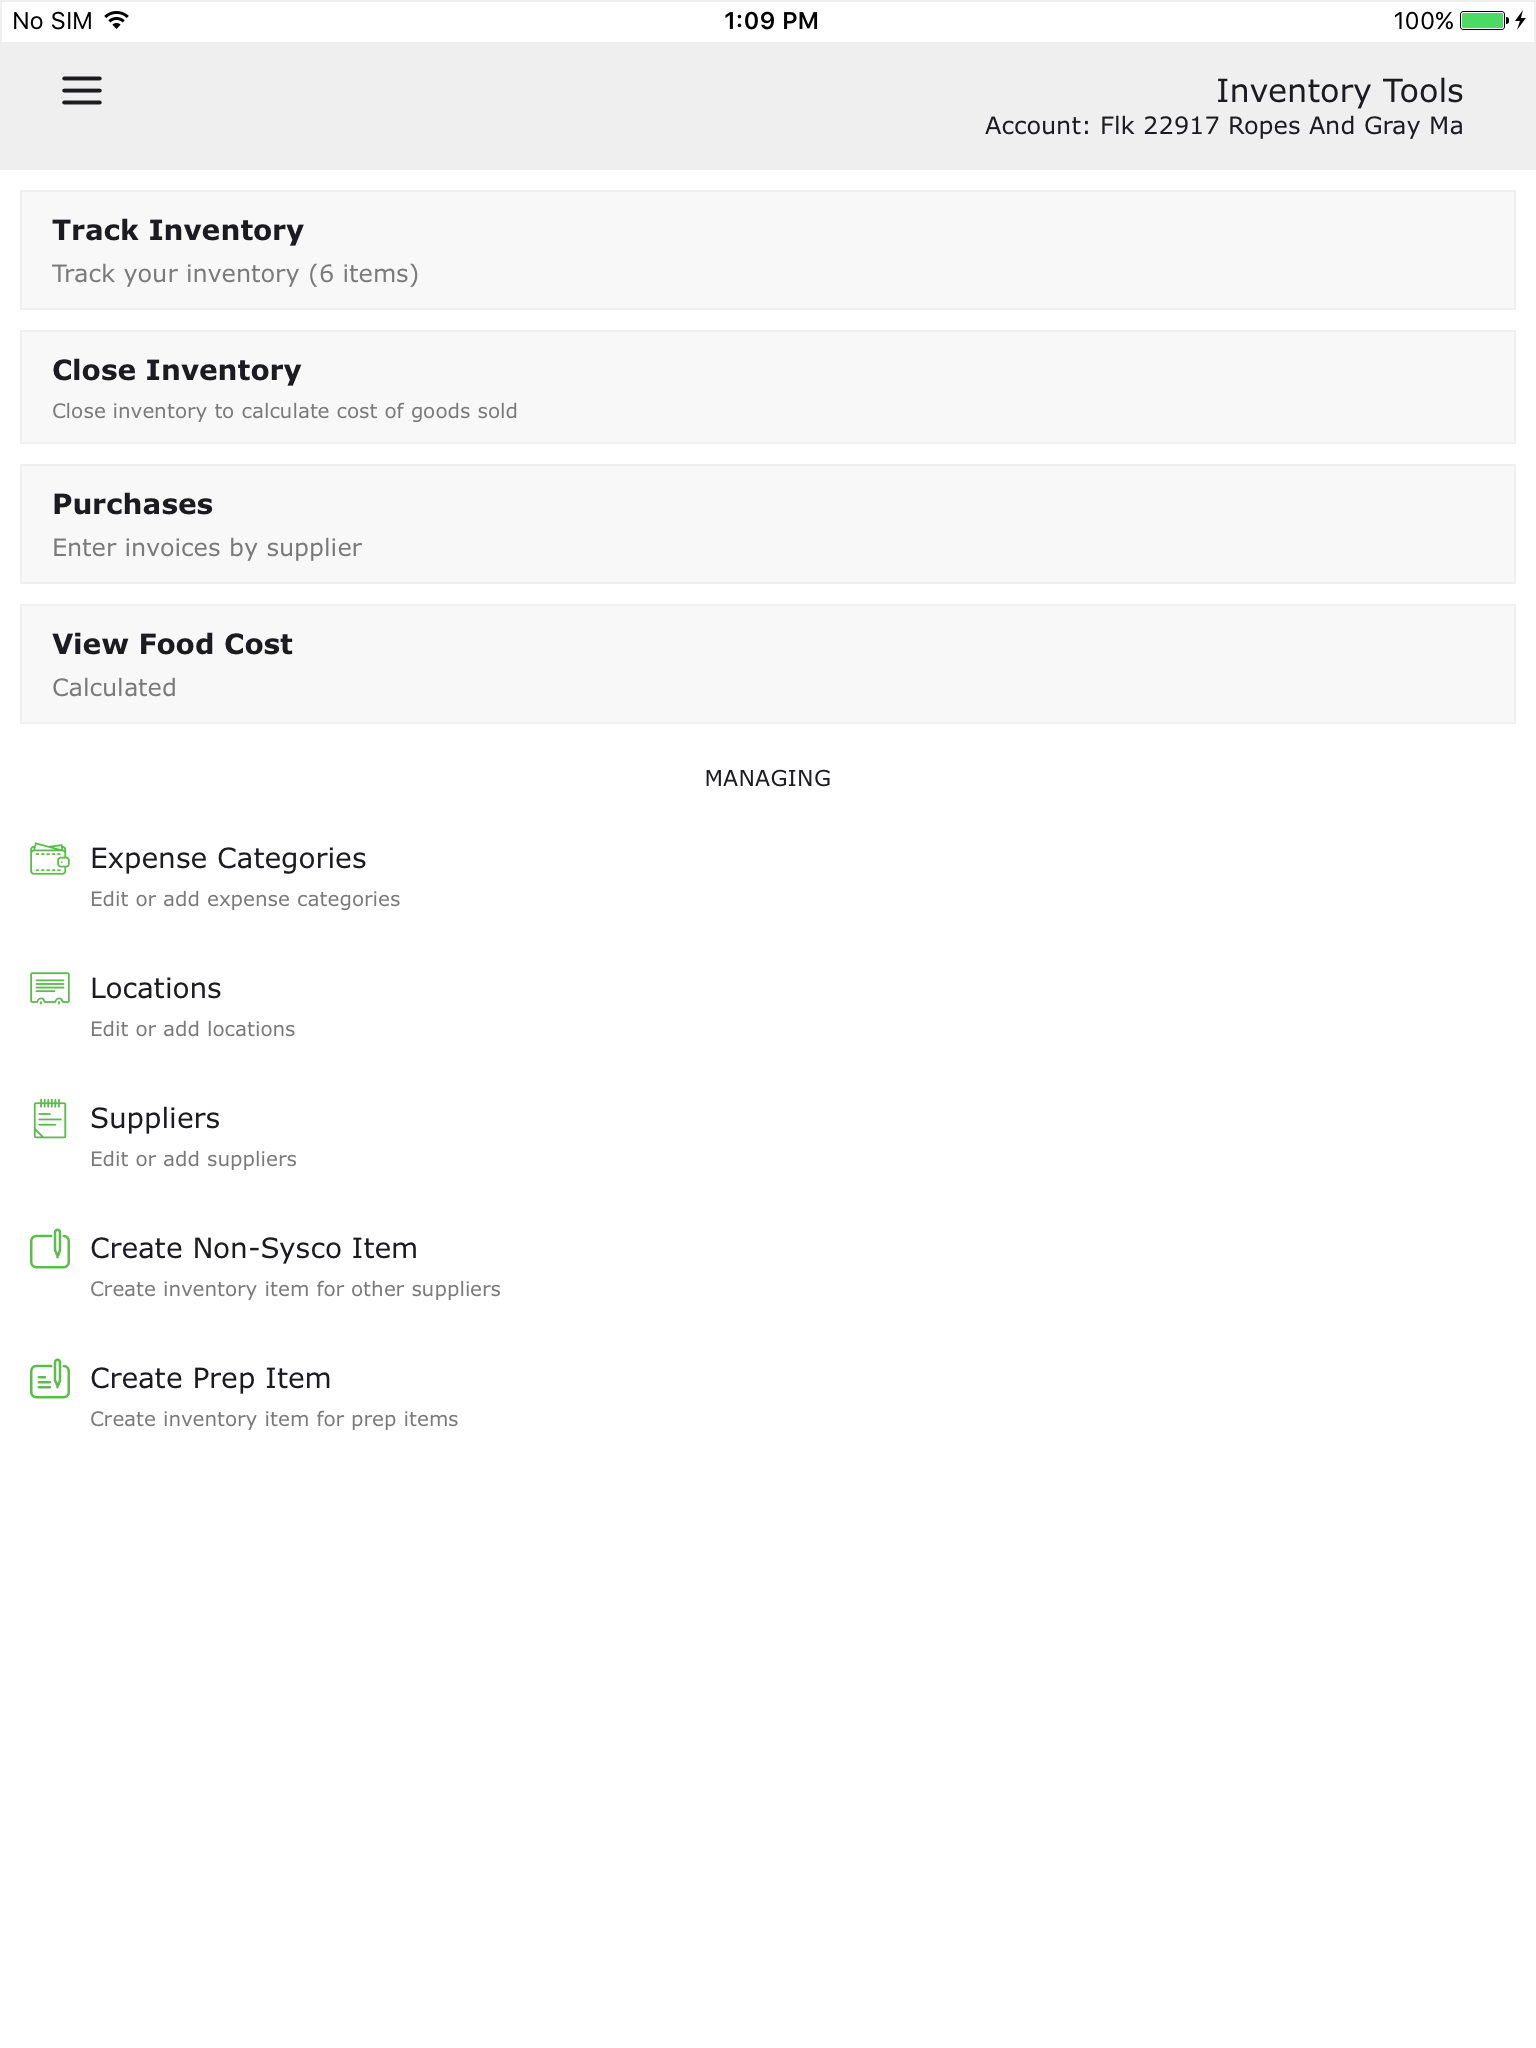 No SIM 1:09 PM 100%
Inventory Tools
Account: Flk 22917 Ropes And Gray Ma
Track Inventory
Track your inventory (6 items)
Close Inventory
Close inventory to calculate cost of goods sold
Purchases
Enter invoices by supplier
View Food Cost
Calculated
MANAGING
Expense Categories
Edit or add expense categories
Locations
Edit or add locations
Suppliers
Edit or add suppliers
Create Non-Sysco Item
Create inventory item for other suppliers
Create Prep Item
Create inventory item for prep items